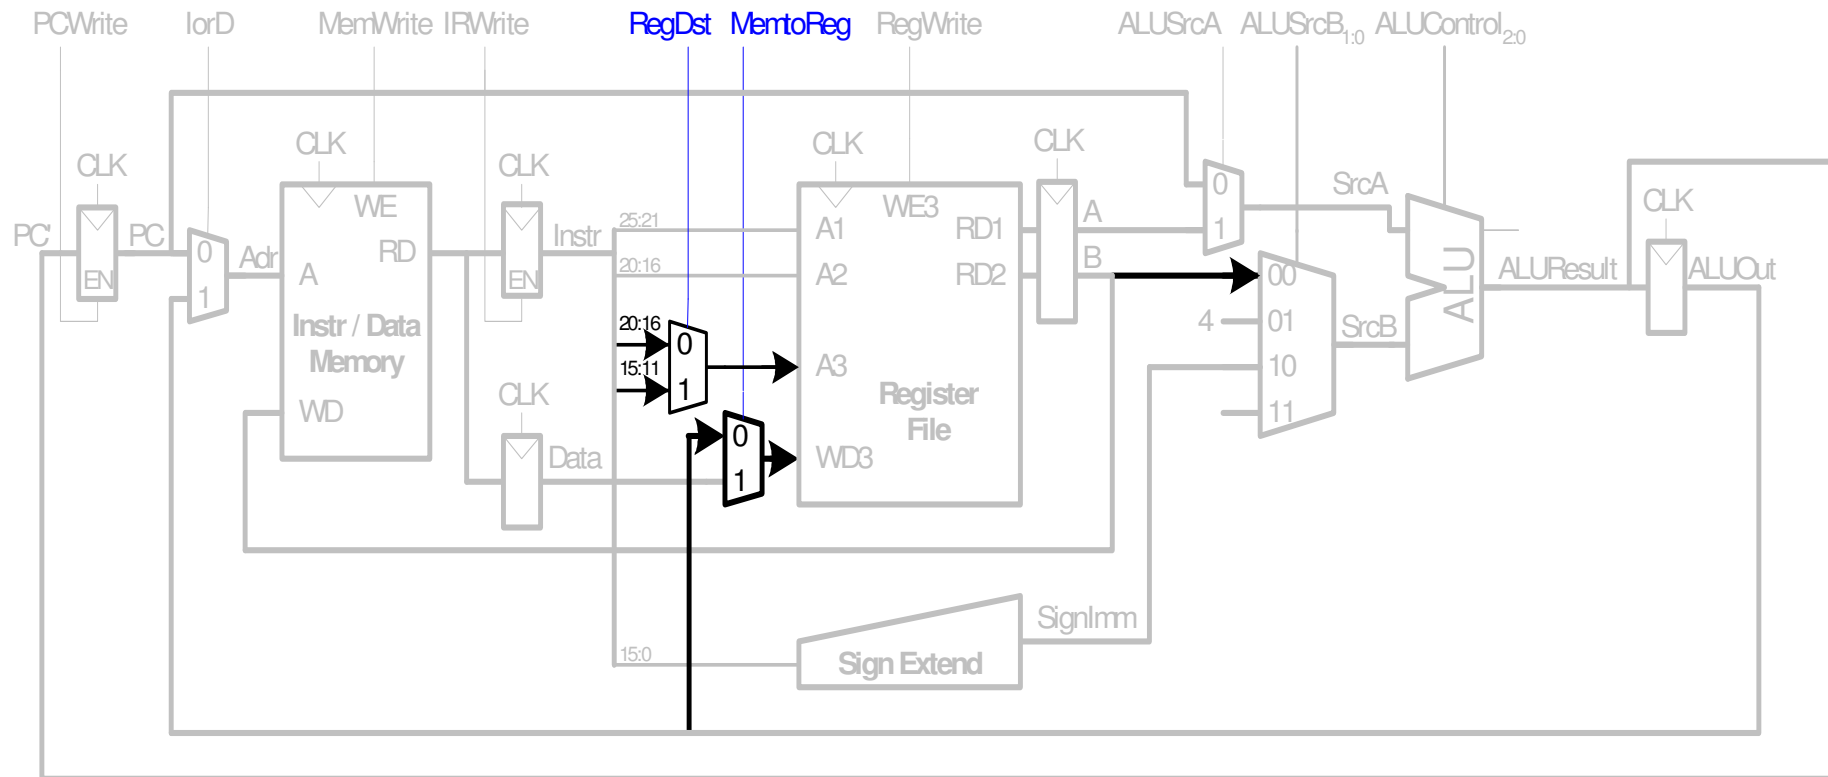 PCWrite IorD MemWrite IRWrite RegDst MemtoReg RegWrite ALUSrcA ALUSrcB1:0 ALUControl2:0
CLK CLK CLK CLK CLK CLK CLK
PC' EN PC
0
1
Adr
WE
RD
A
Instr / Data
Memory
WD
EN
Instr
CLK
Data
25:21
20:16
20:16
15:11
15:0
0
1
0
1
WE3
A1 RD1
A2 RD2
A3
Register
File
WD3
Sign Extend
SignImm
A
B
0
1
00
4 01
10
11
SrcA
SrcB
ALU
ALUResult
ALUOut